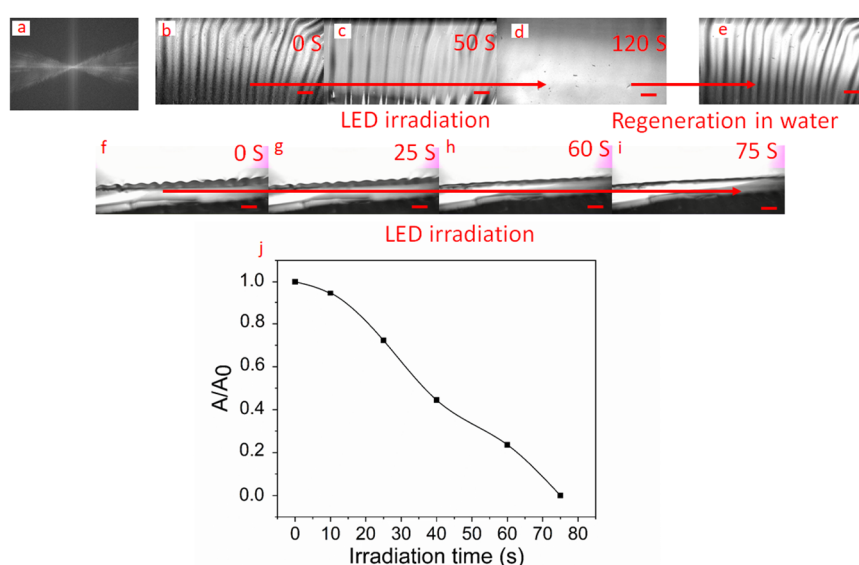 a
b
0 S
c
50 S
d
120 S
e
LED irradiation
Regeneration in water
f
0 S
g
25 S
h
60 S
i
75 S
LED irradiation
j
1.0
0.8
0.6
0.4
0.2
0.0
A/A0
0 10 20 30 40 50 60 70 80
Irradiation time (s)